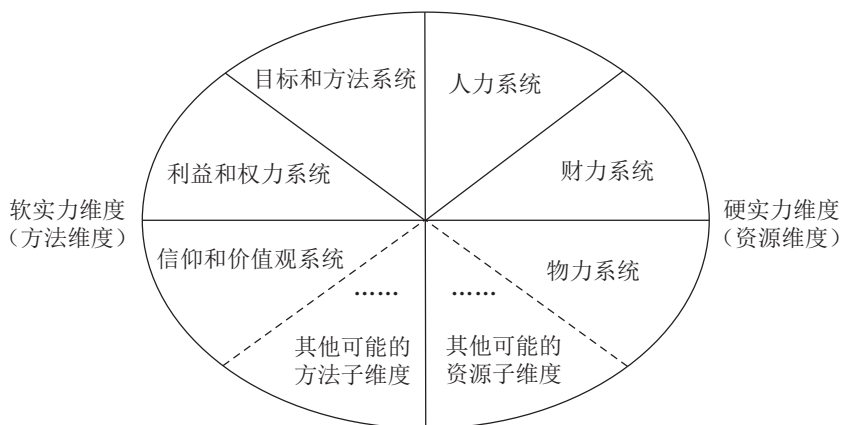 目标和方法系统
人力系统
利益和权力系统
财力系统
软实力维度
（方法维度）
硬实力维度
（资源维度）
信仰和价值观系统
物力系统
……
……
其他可能的
方法子维度
其他可能的
资源子维度